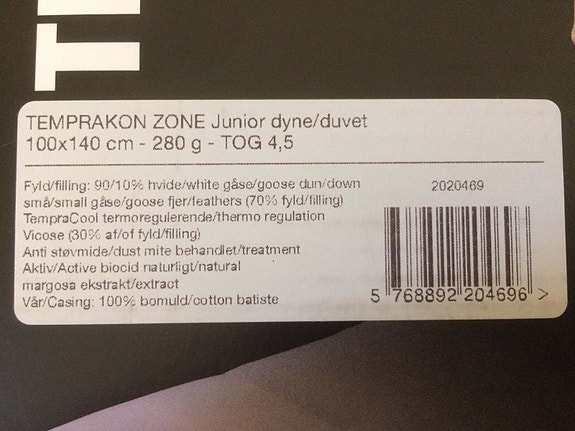 TEMPRAKON ZONE Junior dyne/duvet
100x140 cm - 280 g - TOG 4,5
Fyld/filling: 90/10% hvide/white gåse/goose dun/down
små/small gåse/goose fjer/feathers (70% fyld/filling)
TempraCool termoregulerende/thermo regulation
Vicose (30% af/of fyld/filling)
Anti støvmide/dust mite behandlet/treatment
Aktiv/Active biocid naturligt/natural
margosa ekstrakt/extract
Vår/Casing: 100% bomuld/cotton batiste
2020469
5 768892 204696 >